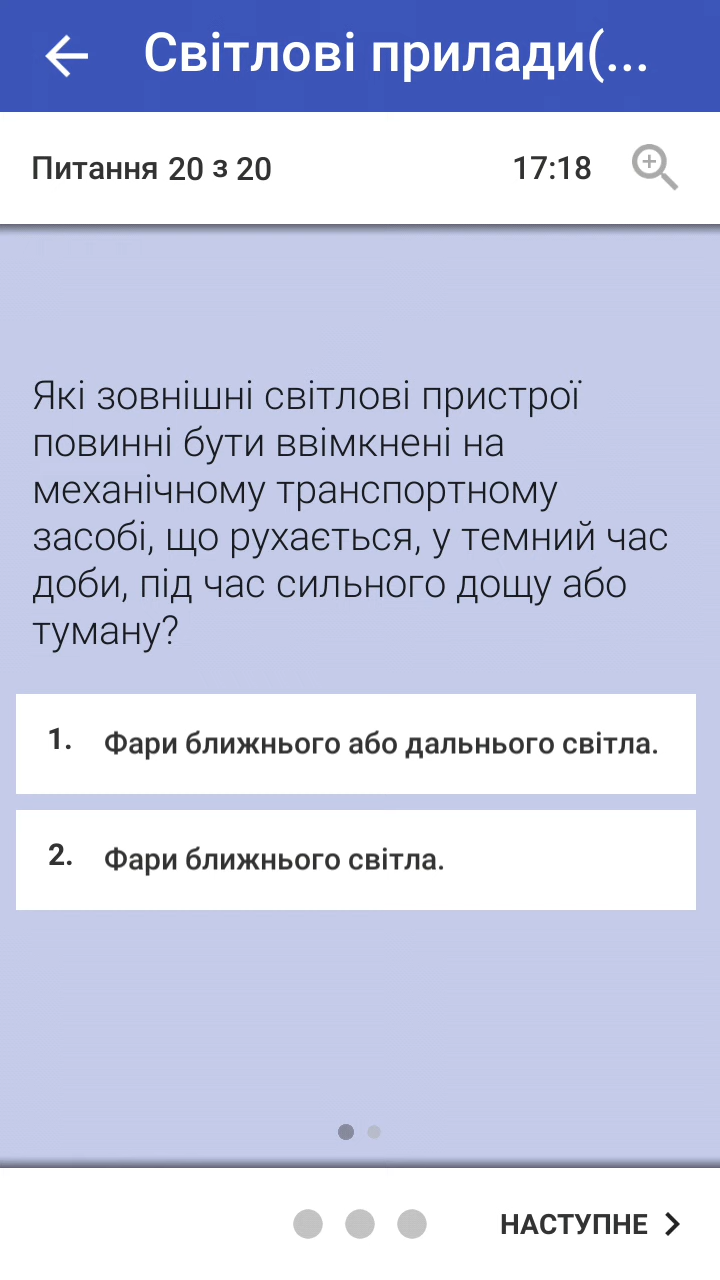 Світлові прилади(...
Питання 20 з 20
17:18
Які зовнішні світлові пристрої
повинні бути ввімкнені на
механічному транспортному
засобі, що рухається, у темний час
доби, під час сильного дощу або
туману?
1. Фари ближнього або дальнього світла.
2. Фари ближнього світла.
НАСТУПНЕ